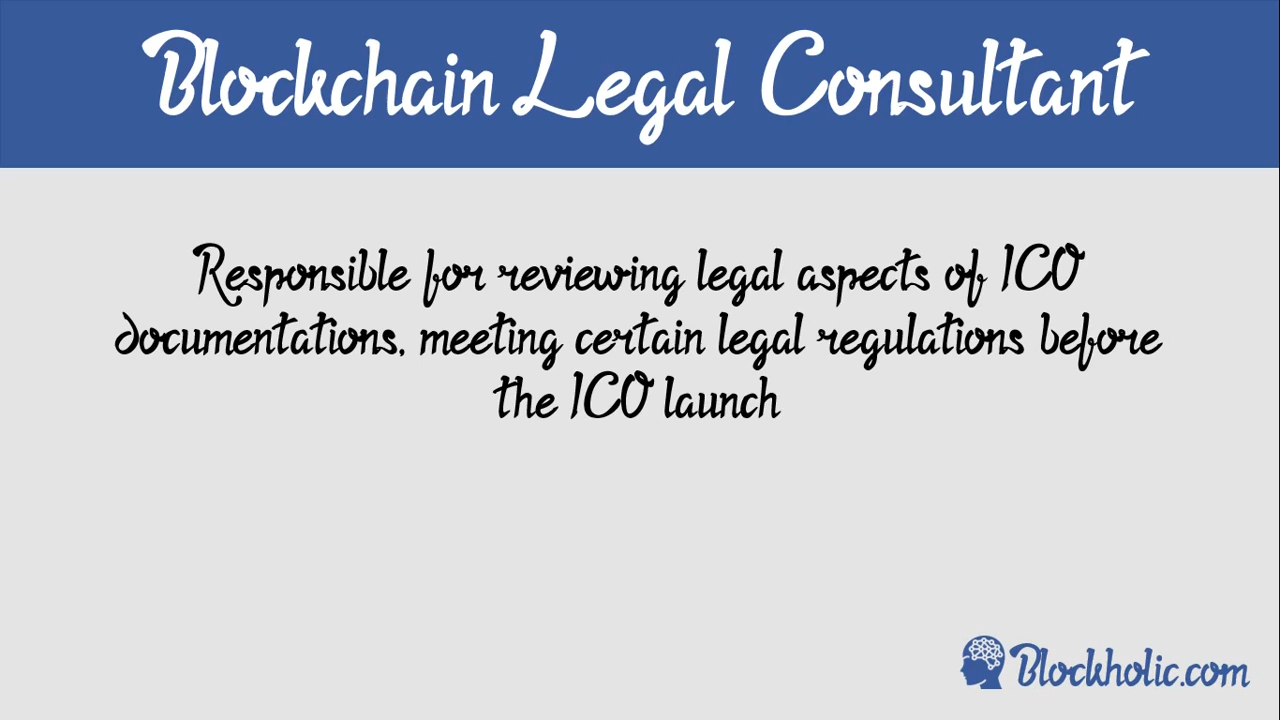 Blockchain Legal Consultant
Responsible for reviewing legal aspects of ICO
documentations, meeting certain legal regulations before
the ICO launch
Blockholic.com